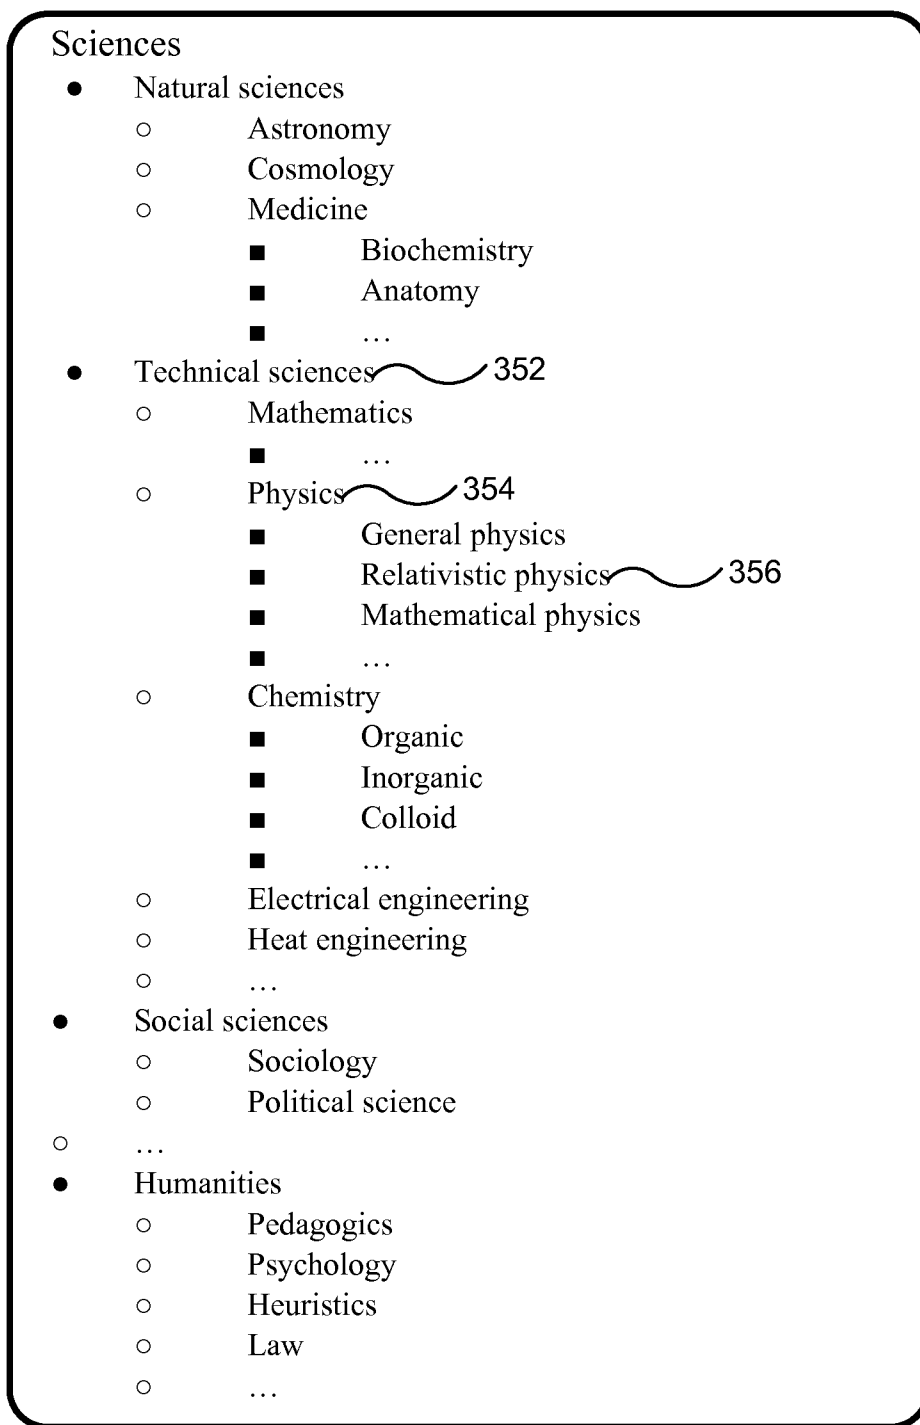 Sciences
● Natural sciences
○ Astronomy
○ Cosmology
○ Medicine
■ Biochemistry
■ Anatomy
■ …
● Technical sciences 352
○ Mathematics
■ …
○ Physics 354
■ General physics
■ Relativistic physics 356
■ Mathematical physics
■ …
○ Chemistry
■ Organic
■ Inorganic
■ Colloid
■ …
○ Electrical engineering
○ Heat engineering
○ …
● Social sciences
○ Sociology
○ Political science
○ …
● Humanities
○ Pedagogics
○ Psychology
○ Heuristics
○ Law
○ …